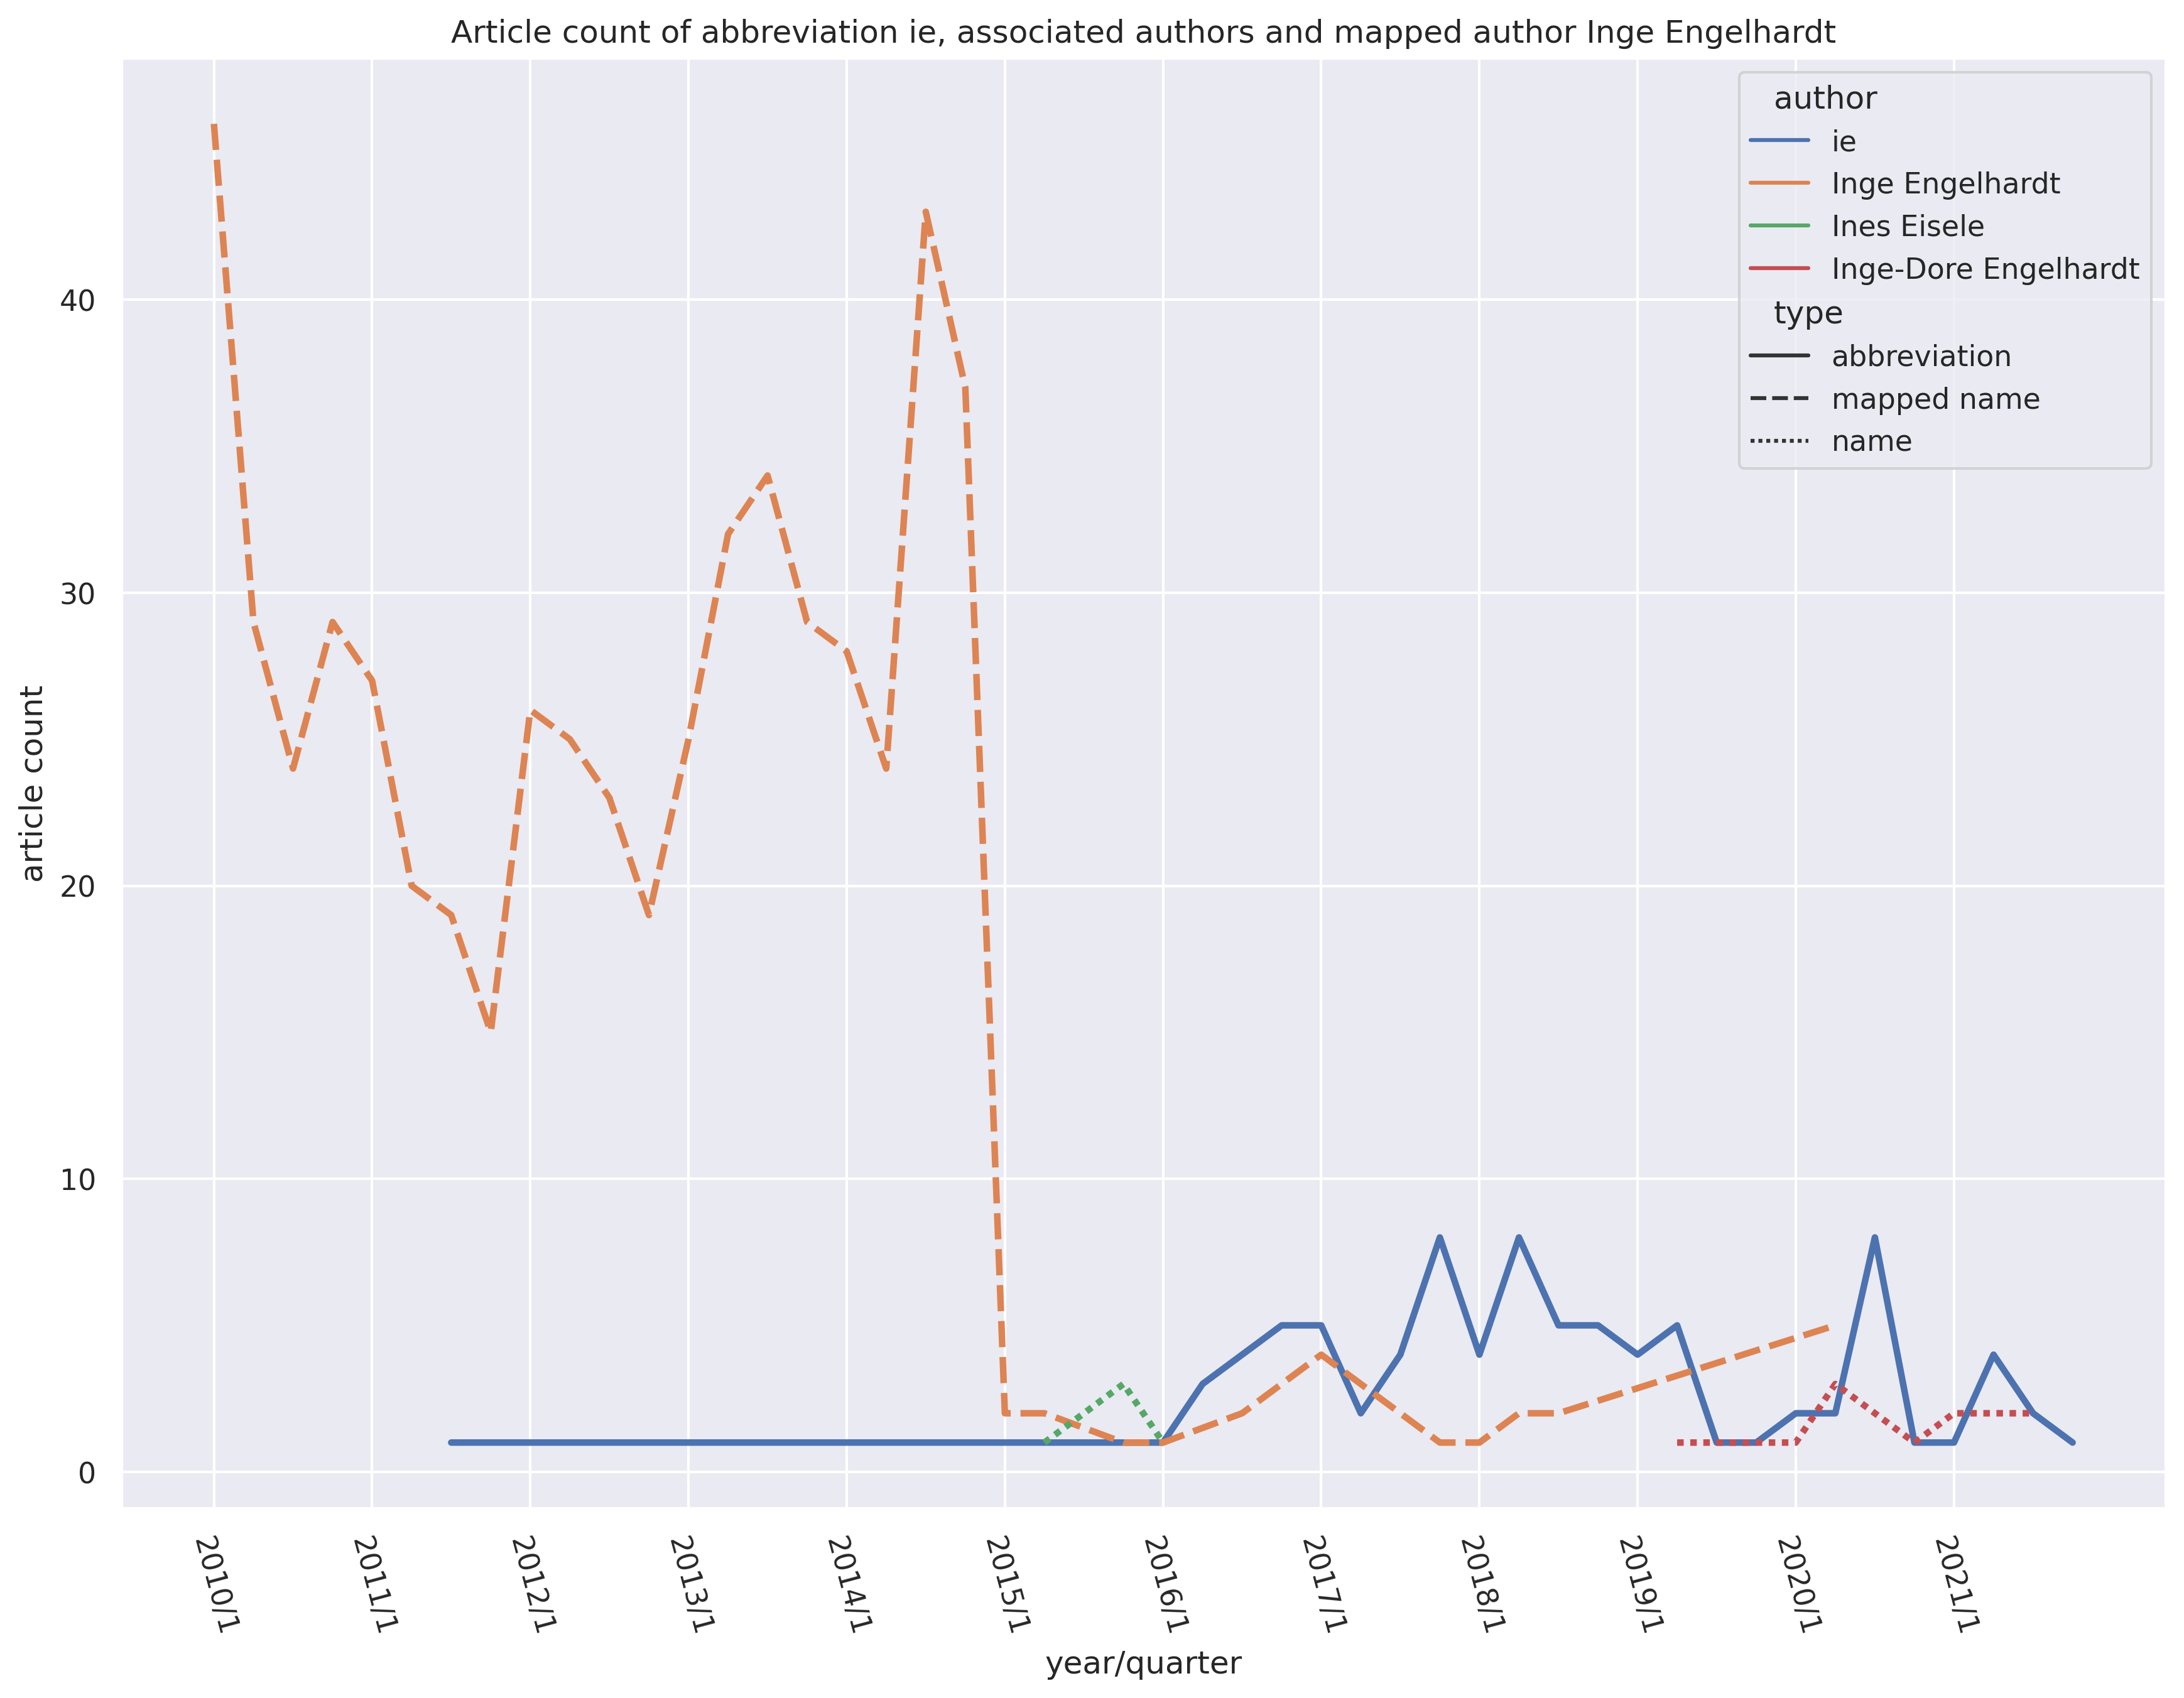 Article count of abbreviation ie, associated authors and mapped author Inge Engelhardt
author
ie
Inge Engelhardt
Ines Eisele
Inge-Dore Engelhardt
type
abbreviation
mapped name
name
article count
40
30
20
10
0
2010/1
2011/1
2012/1
2013/1
2014/1
2015/1
2016/1
2017/1
2018/1
2019/1
2020/1
2021/1
year/quarter